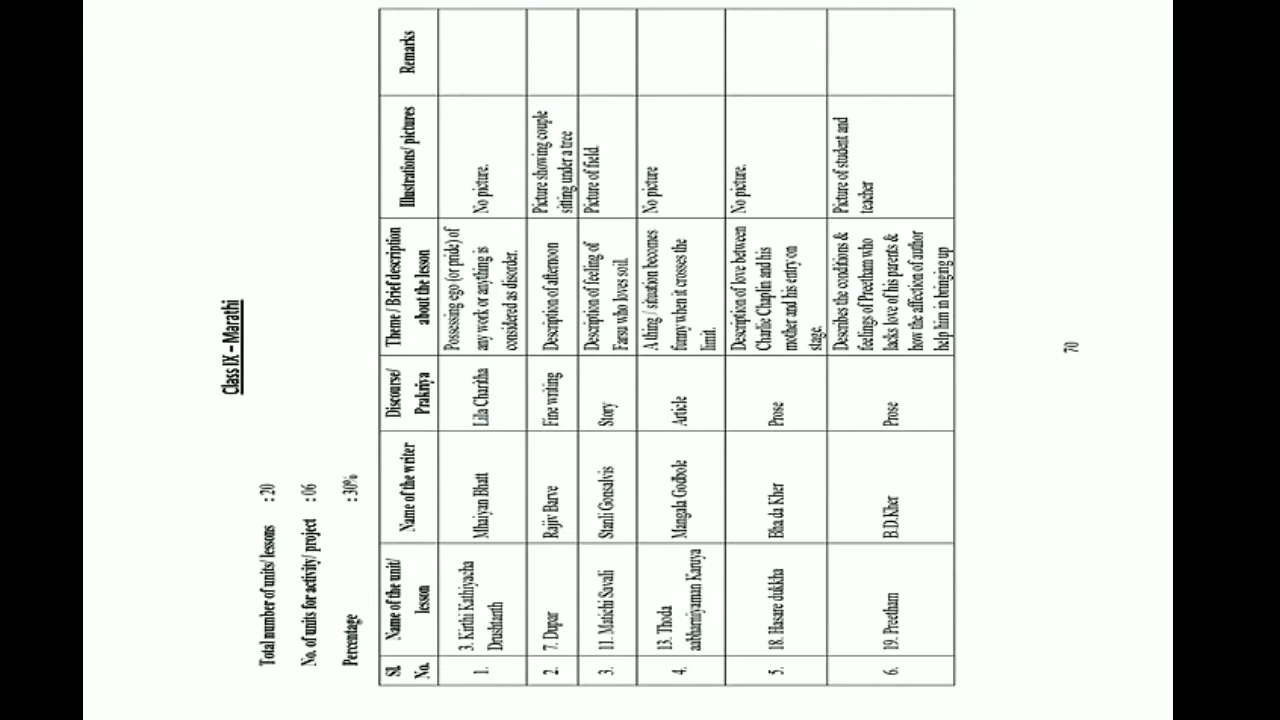 Class IX – Marathi
Total number of units/ lessons : 20
No. of units for activity/ project : 06
Percentage : 30%
Sl. No. Name of the unit/ lesson Name of the writer Discourse/ Prakriya Theme / Brief description about the lesson Illustrations/ pictures Remarks
1. 3. Kirthi Kathiyacha Drushtarth Mhaiyan Bhatt Lila Charitha Possessing ego (or pride) of any work or anything is considered as disorder. No picture.
2. 7. Dupar Rajiv Barve Fine writing Description of afternoon Picture showing couple sitting under a tree
3. 11. Matichi Savali Stanli Gonsalvis Story Description of feeling of Farsu who loves soil. Picture of field.
4. 13. Thoda aabharniyaman Karuya Mangala Godbole Article A thing / situation becomes funny when it crosses the limit. No picture
5. 18. Hasare dukkha Bha da Kher Prose Description of love between Charlie Chaplin and his mother and his entry on stage. No picture.
6. 19. Preetham B.D.Kher Prose Describes the conditions & feelings of Preetham who lacks love of his parents & how the affection of author help him in bringing up Picture of student and teacher
70